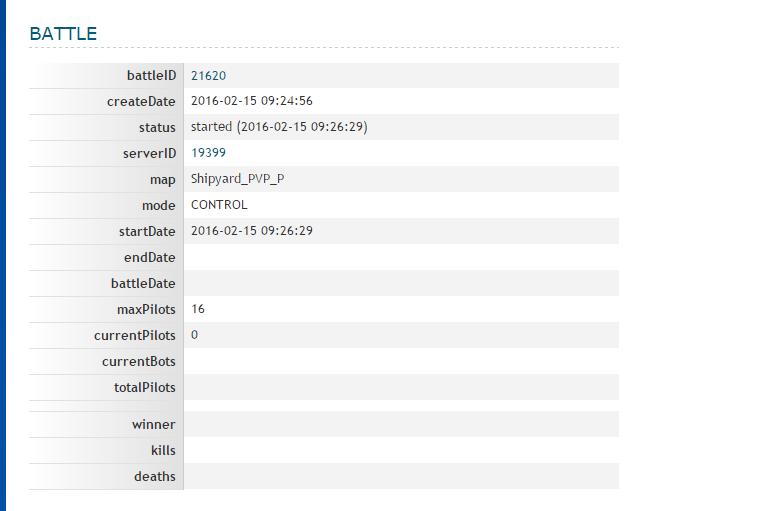 BATTLE
battleID 21620
createDate 2016-02-15 09:24:56
status started (2016-02-15 09:26:29)
serverID 19399
map Shipyard_PVP_P
mode CONTROL
startDate 2016-02-15 09:26:29
endDate
battleDate
maxPilots 16
currentPilots 0
currentBots
totalPilots
winner
kills
deaths